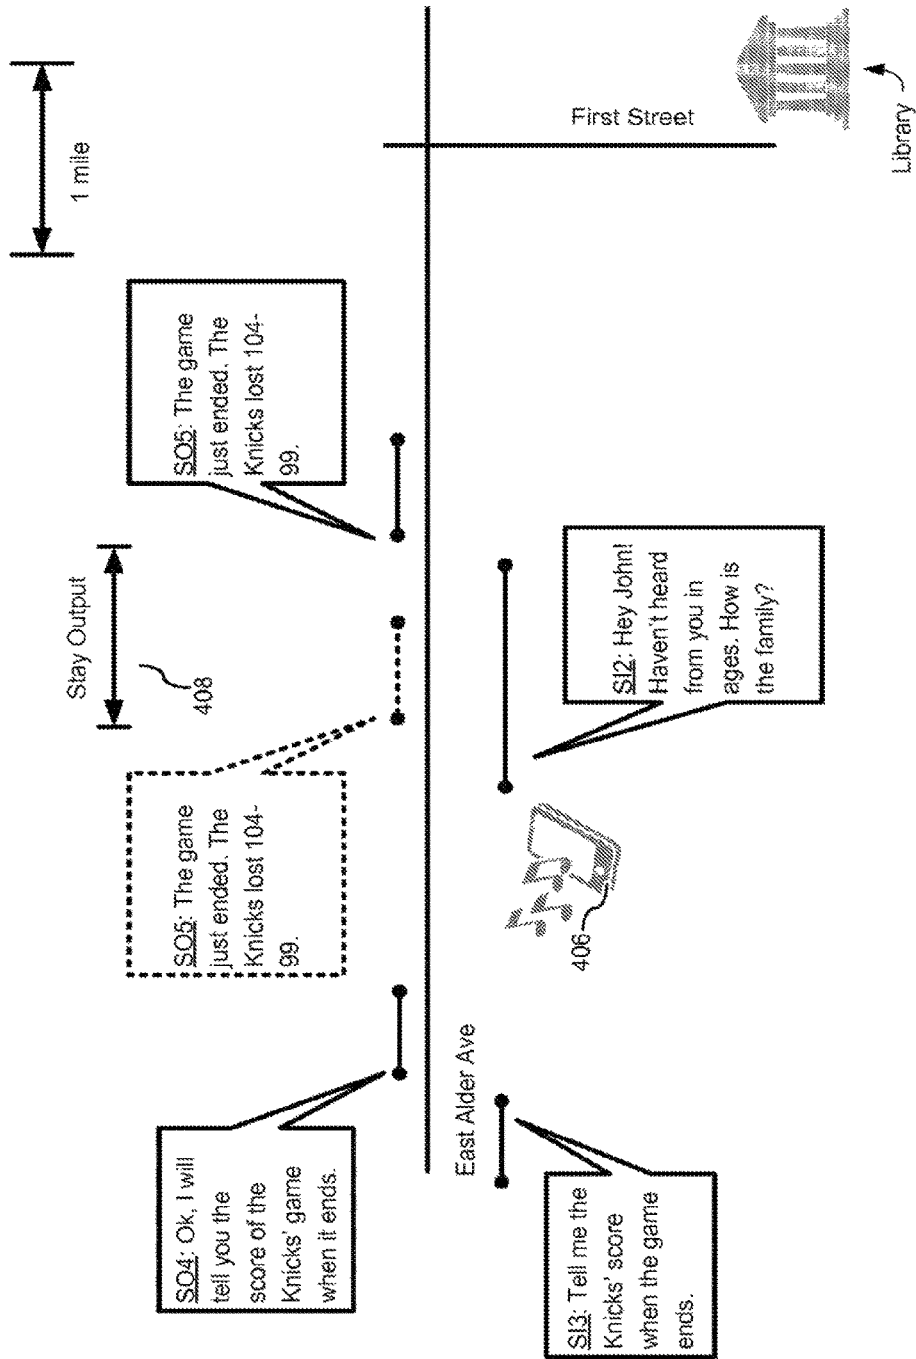 SO4: Ok, I will
tell you the
score of the
Knicks' game
when it ends.
SO5: The game
just ended. The
Knicks lost 104-
99.
Stay Output
408
SO5: The game
just ended. The
Knicks lost 104-
99.
1 mile
East Alder Ave
First Street
SI3: Tell me the
Knicks' score
when the game
ends.
406
SI2: Hey John!
Haven't heard
from you in
ages. How is
the family?
Library